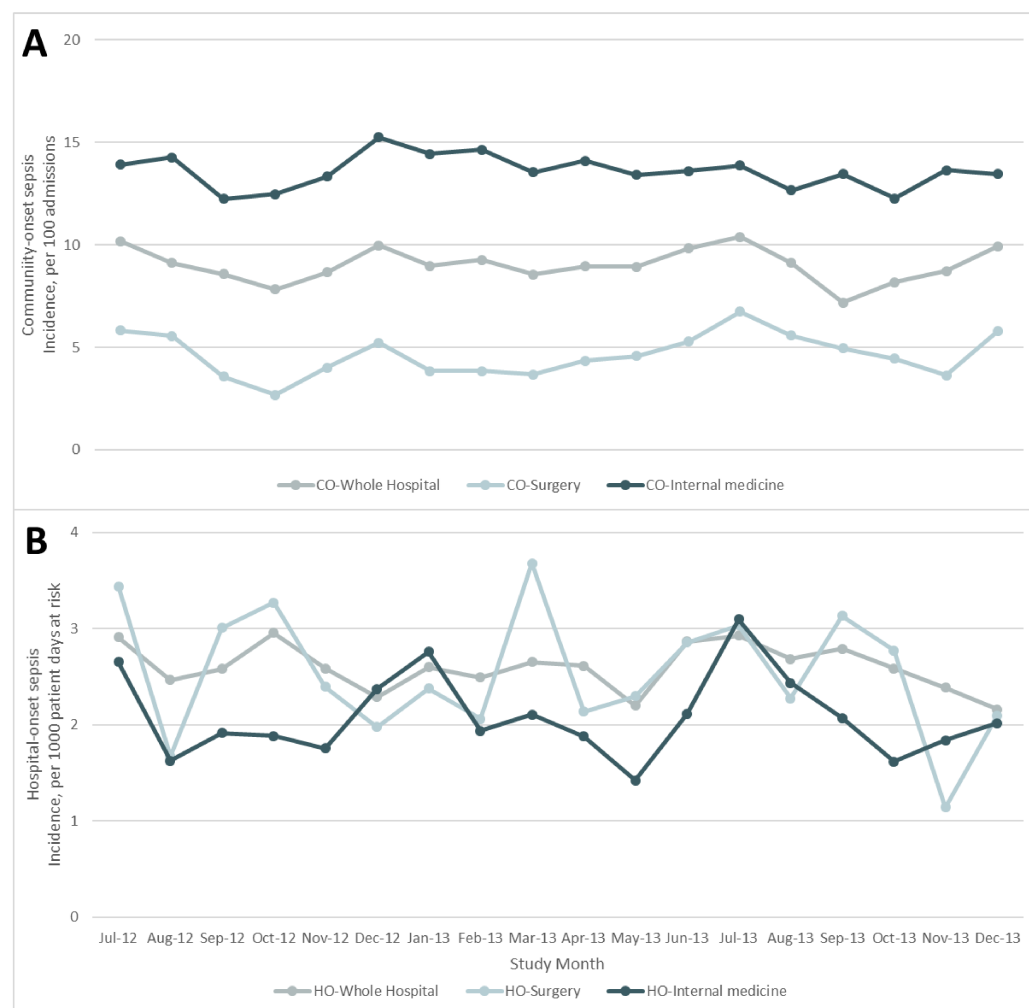 A
20
15
10
5
0
Communiity-onset sepsis
Incidence, per 100 admissions
CO-Whole Hospital CO-Surgery CO-Internal medicine
B
4
3
2
1
0
Hospital-onset sepsis
Incidence, per 1000 patient days at risk
Jul-12 Aug-12 Sep-12 Oct-12 Nov-12 Dec-12 Jan-13 Feb-13 Mar-13 Apr-13 May-13 Jun-13 Jul-13 Aug-13 Sep-13 Oct-13 Nov-13 Dec-13
Study Month
HO-Whole Hospital HO-Surgery HO-Internal medicine